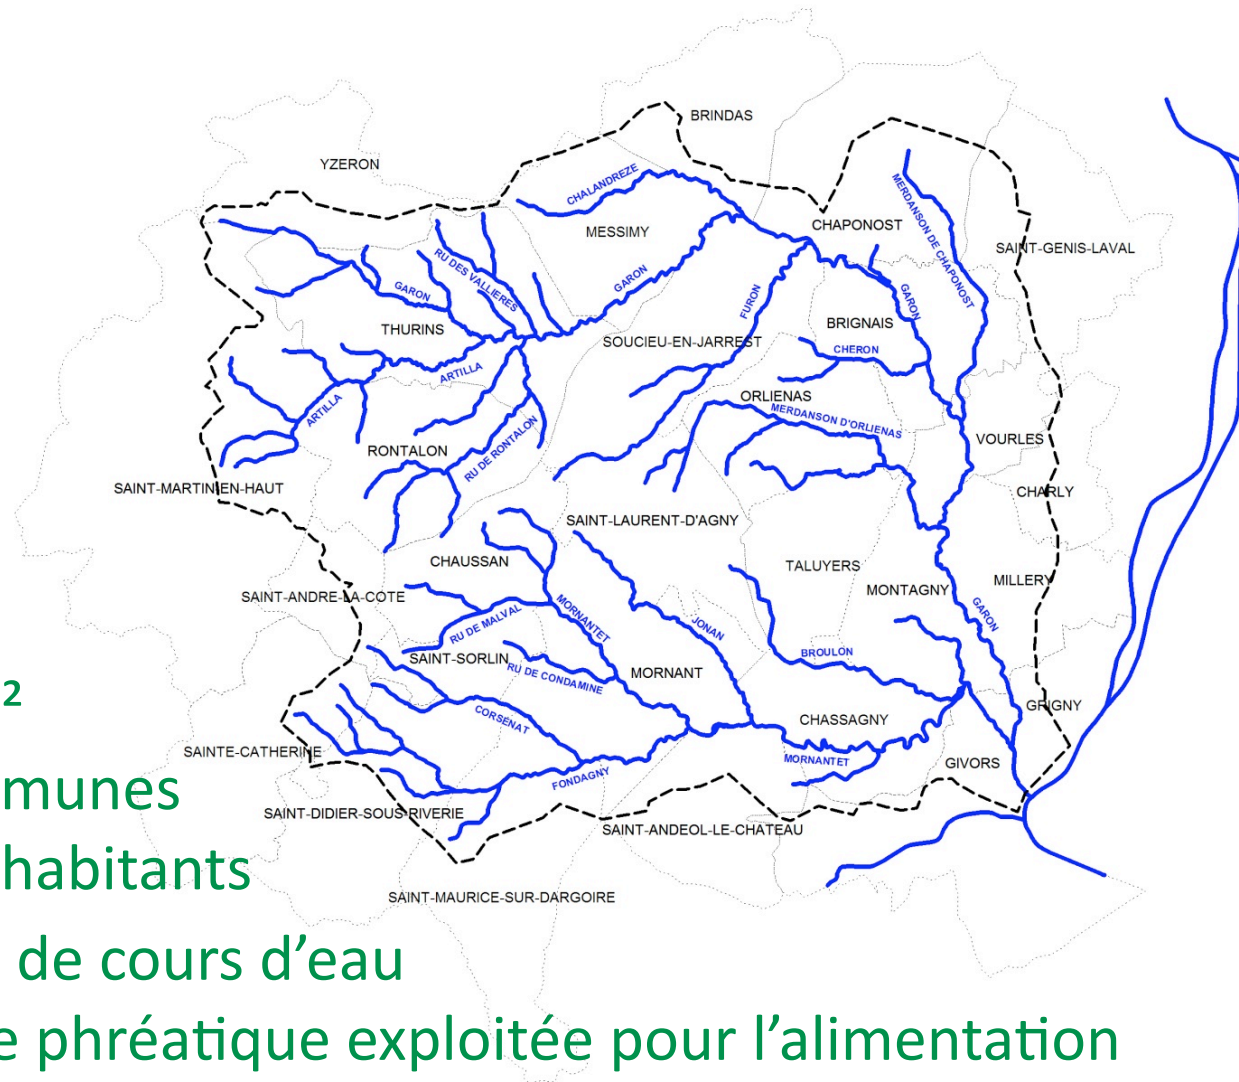 BRINDAS
YZERON
CHALANDREZE
MERDANSON DE CHAPONOST
CHAPONOST
MESSIMY
SAINT-GENIS-LAVAL
RU DES VALLIERES
GARON
GARON
GARON
FURON
THURINS
BRIGNAIS
SOUCIEU-EN-JARREST
CHERON
ARTILLA
ORLIENAS
ARTILLA
MERDANSON D'ORLIENAS
VOURLES
RONTALON
RU DE RONTALON
SAINT-MARTIN-EN-HAUT
CHARLY
SAINT-LAURENT-D'AGNY
CHAUSSAN
TALUYERS
MILLERY
MONTAGNY
SAINT-ANDRE-LA-COTE
MORNANTET
GARON
RU DE MALVAL
JONAN
BROULON
SAINT-SORLIN
RU DE CONDAMINE
MORNANT
2
GRIGNY
CORSENAT
CHASSAGNY
SAINTE-CATHERINE
MORNANTET
GIVORS
FONDAGNY
munes
SAINT-DIDIER-SOUS-RIVERIE
SAINT-ANDEOL-LE-CHATEAU
habitants
SAINT-MAURICE-SUR-DARGOIRE
de cours d'eau
e phréatique exploitée pour l'alimentation